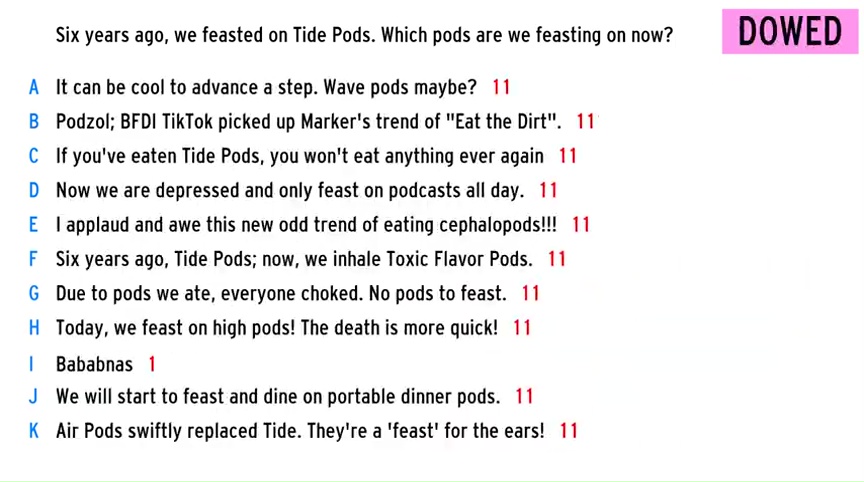 Six years ago, we feasted on Tide Pods. Which pods are we feasting on now?
DOWED
A It can be cool to advance a step. Wave pods maybe? 11
B Podzol; BFDI TikTok picked up Marker's trend of "Eat the Dirt". 11
C If you've eaten Tide Pods, you won't eat anything ever again 11
D Now we are depressed and only feast on podcasts all day. 11
E I applaud and awe this new odd trend of eating cephalopods!!! 11
F Six years ago, Tide Pods; now, we inhale Toxic Flavor Pods. 11
G Due to pods we ate, everyone choked. No pods to feast. 11
H Today, we feast on high pods! The death is more quick! 11
I Bababnas 1
J We will start to feast and dine on portable dinner pods. 11
K Air Pods swiftly replaced Tide. They're a 'feast' for the ears! 11